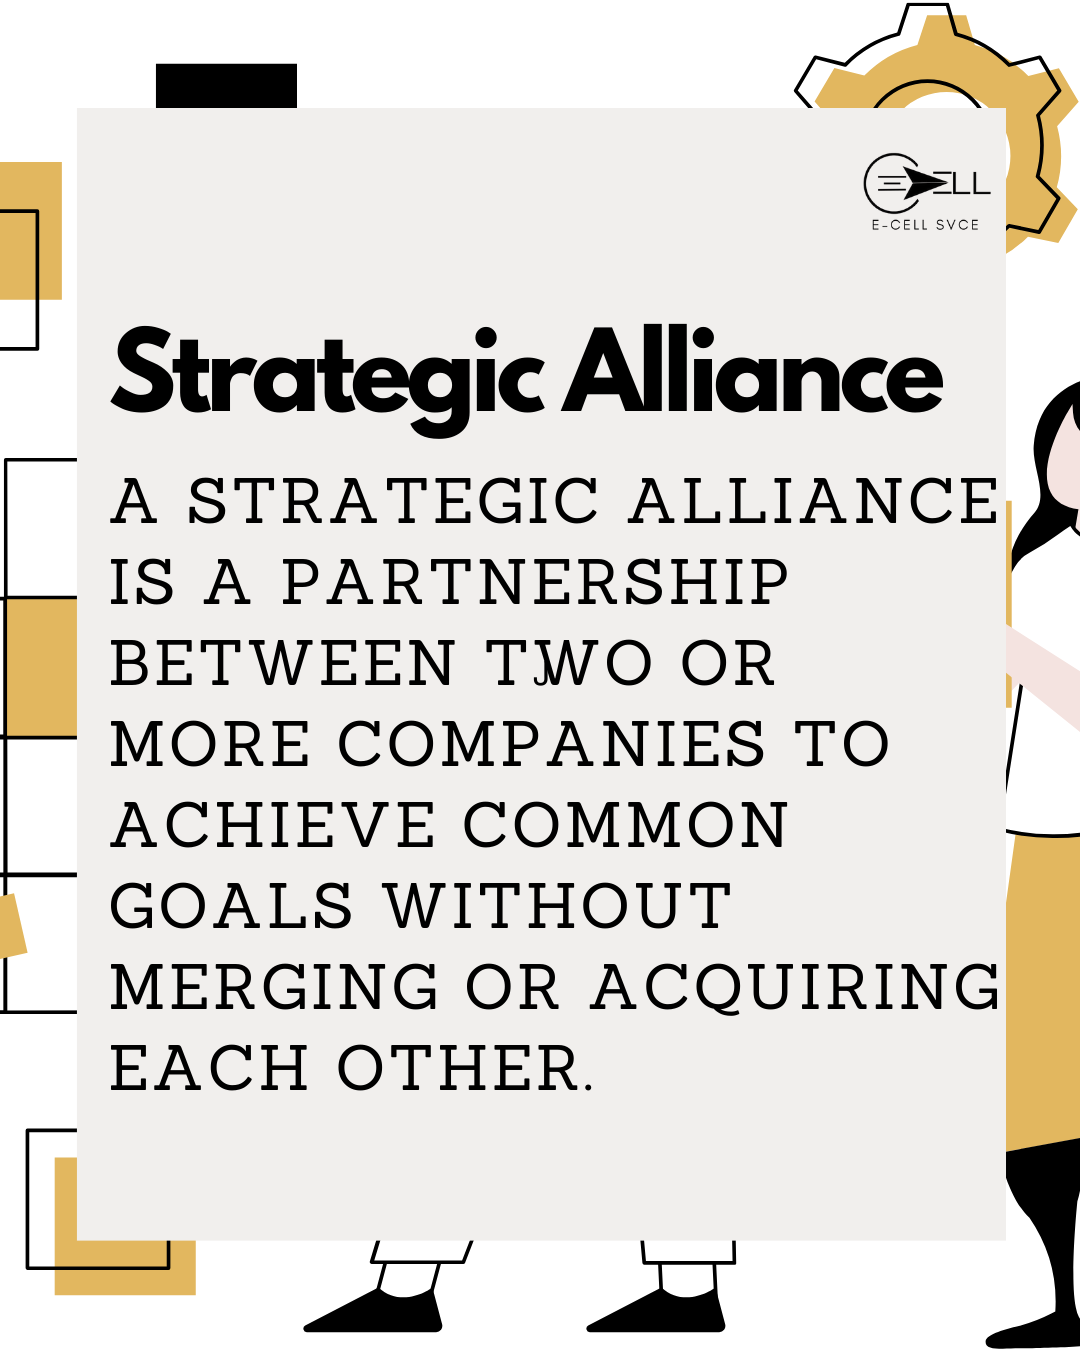 ELL
E-CELL SVCE
Strategic Alliance
A STRATEGIC ALLIANCE
IS A PARTNERSHIP
BETWEEN TWO OR
MORE COMPANIES TO
ACHIEVE COMMON
GOALS WITHOUT
MERGING OR ACQUIRING
EACH OTHER.